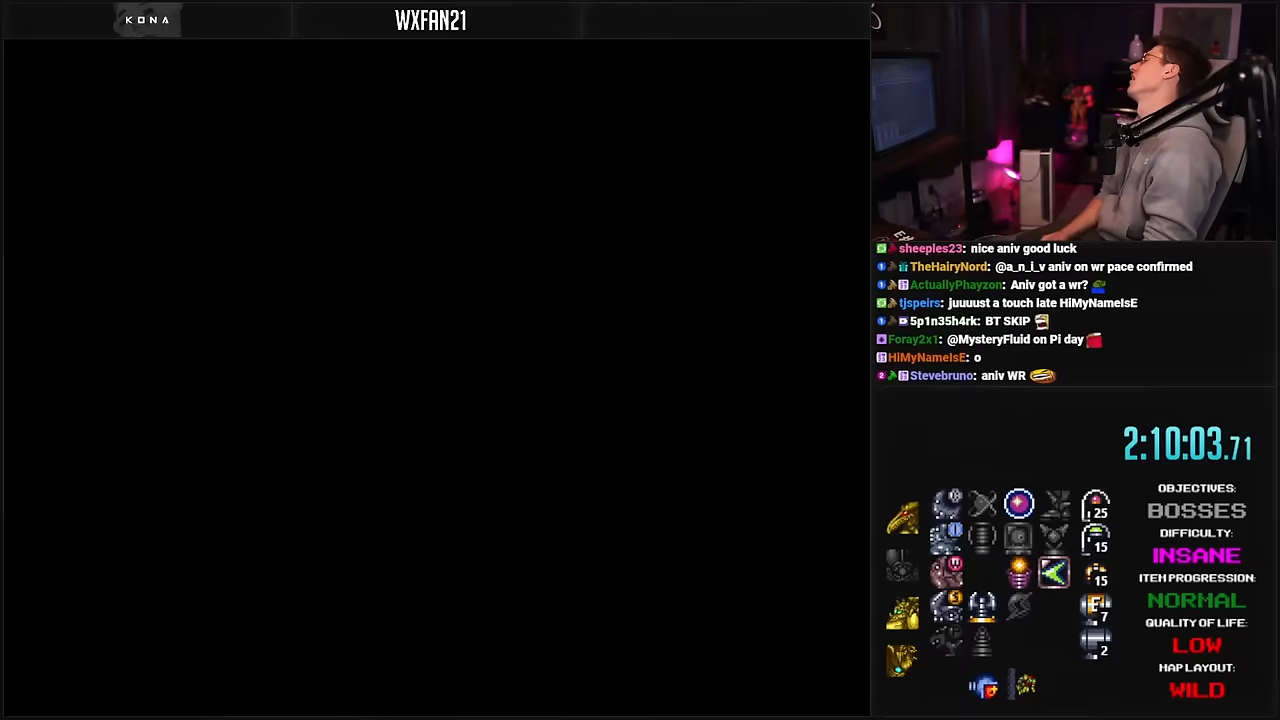 KONA
WXFAN21
sheeples23: nice aniv good luck
TheHairyNord: @a_n_i_v aniv on wr pace confirmed
ActuallyPhayzon: Aniv got a wr?
tjspeirs: juuuust a touch late HiMyNameIsE
5p1n35h4rk: BT SKIP
Foray2x1: @MysteryFluid on Pi day
HiMyNameIsE: o
Stevebruno: aniv WR
2:10:03.71
OBJECTIVES:
BOSSES
DIFFICULTY:
INSANE
ITEM PROGRESSION:
NORMAL
QUALITY OF LIFE:
LOW
MAP LAYOUT:
WILD
25
15
15
7
2